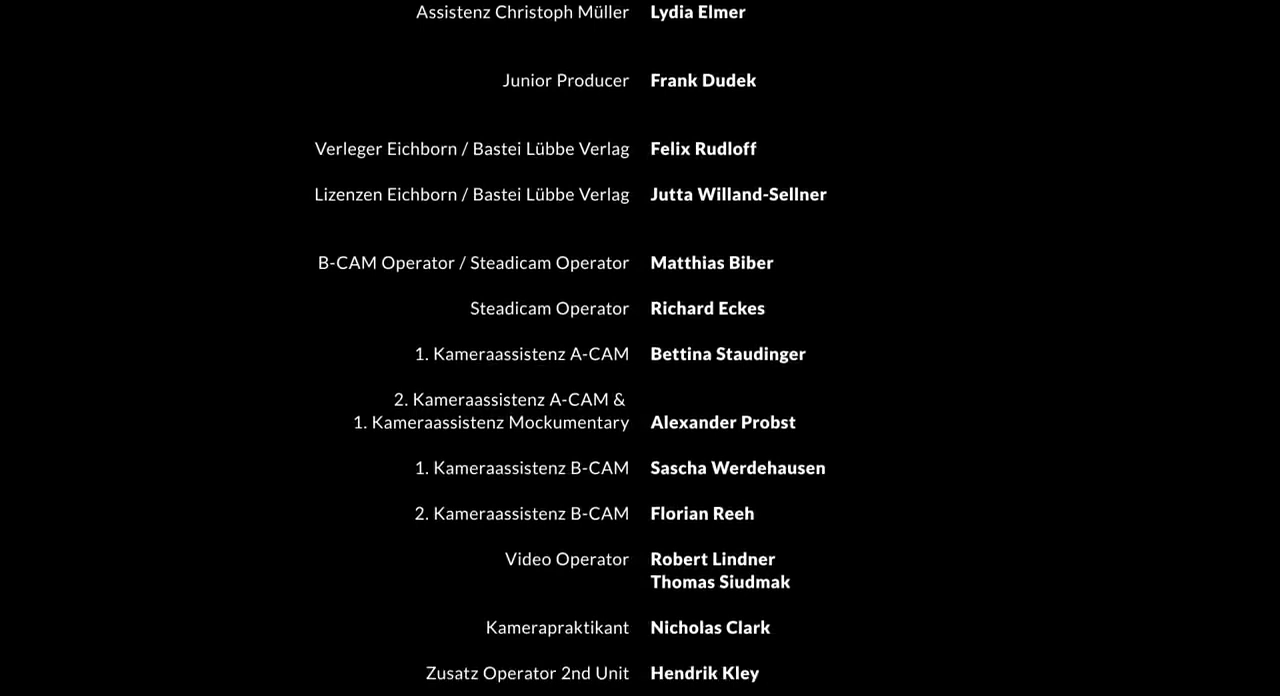 Assistenz Christoph Müller Lydia Elmer
Junior Producer Frank Dudek
Verleger Eichborn / Bastei Lübbe Verlag Felix Rudloff
Lizenzen Eichborn / Bastei Lübbe Verlag Jutta Willand-Sellner
B-CAM Operator / Steadicam Operator Matthias Biber
Steadicam Operator Richard Eckes
1. Kameraassistenz A-CAM Bettina Staudinger
2. Kameraassistenz A-CAM &
1. Kameraassistenz Mockumentary Alexander Probst
1. Kameraassistenz B-CAM Sascha Werdehausen
2. Kameraassistenz B-CAM Florian Reeh
Video Operator Robert Lindner
Thomas Siudmak
Kamerapraktikant Nicholas Clark
Zusatz Operator 2nd Unit Hendrik Kley